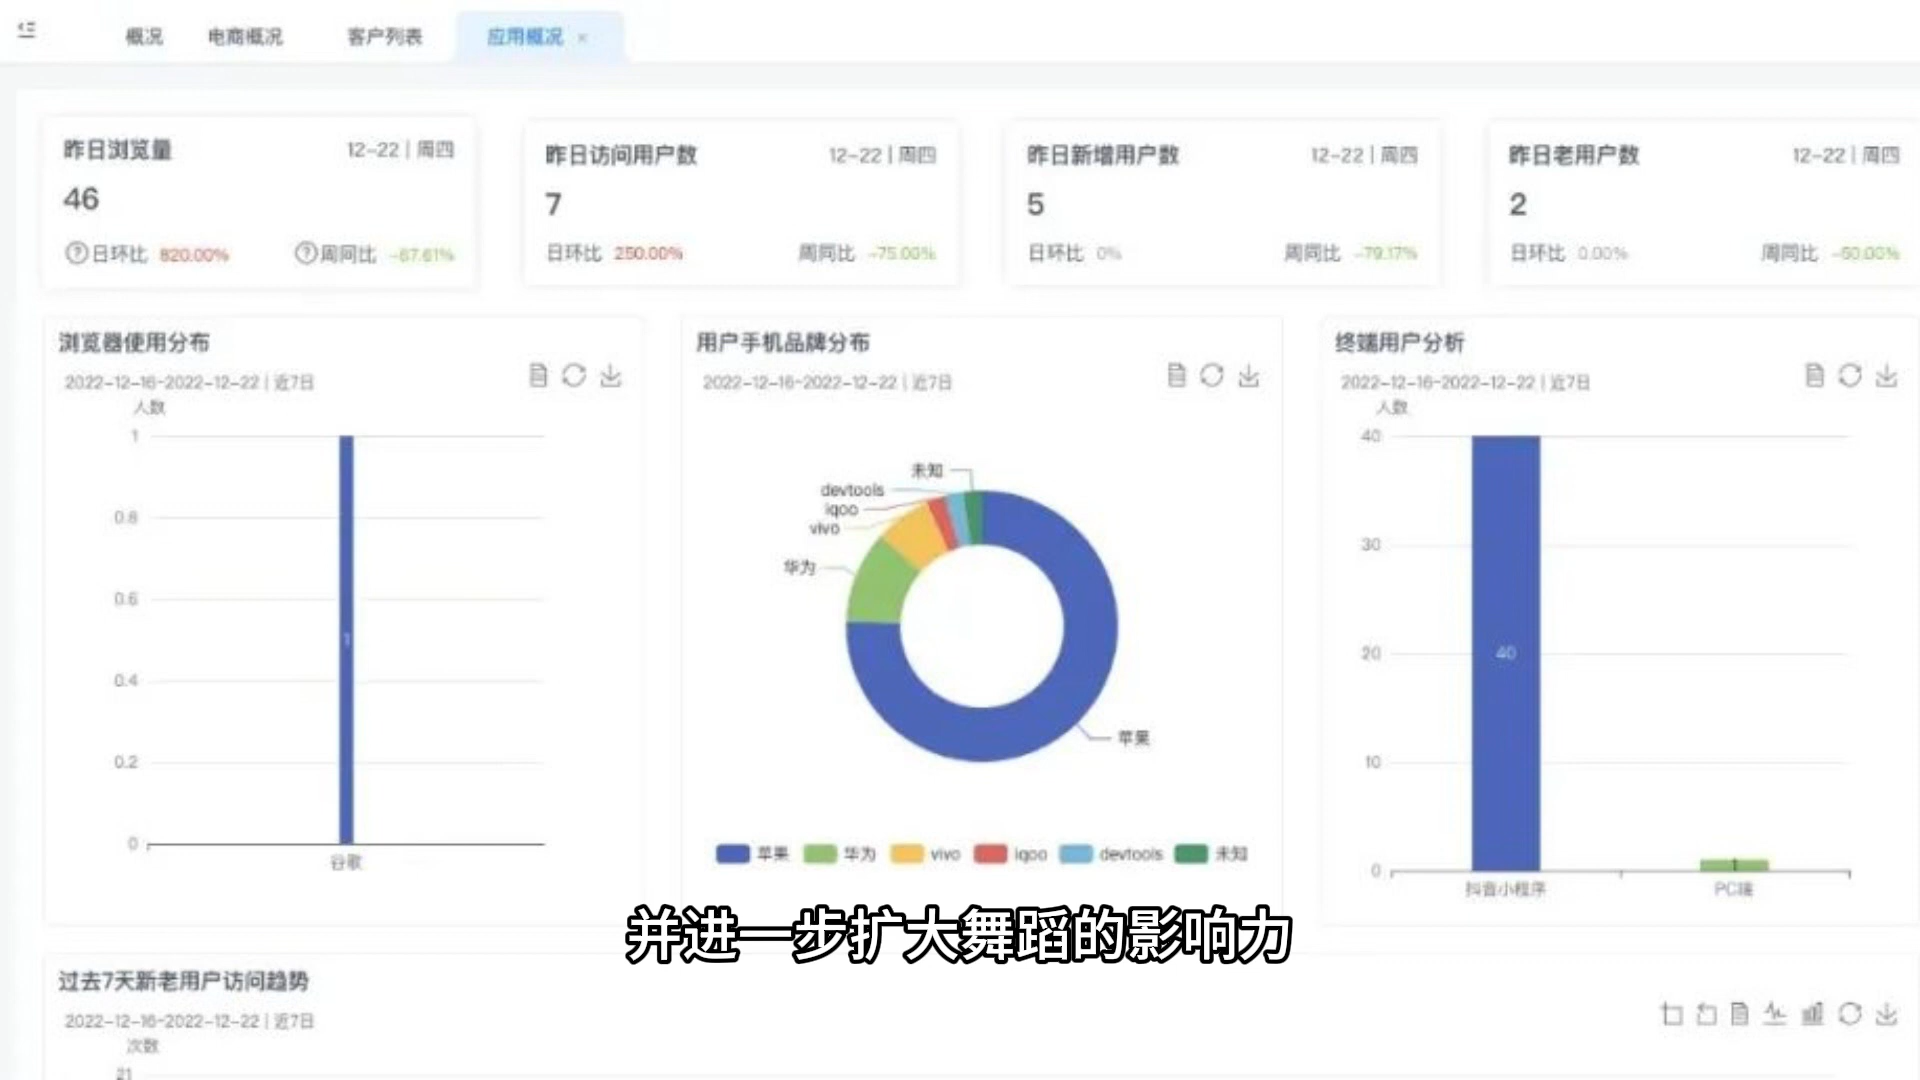 概况 电商概况 客户列表 应用概况 ×
昨日浏览量 12-22 | 周四
46
日环比 820.00% 周同比 -67.61%
昨日访问用户数 12-22 | 周四
7
日环比 250.00% 周同比 -75.00%
昨日新增用户数 12-22 | 周四
5
日环比 0% 周同比 -79.17%
昨日老用户数 12-22 | 周四
2
日环比 0.00% 周同比 -50.00%
浏览器使用分布
2022-12-16-2022-12-22 | 近7日
人数
1
0.8
0.6
1
0.4
0.2
0
谷歌
用户手机品牌分布
2022-12-16-2022-12-22 | 近7日
未知
devtools
iqoo
vivo
华为
苹果
苹果 华为 vivo iqoo devtools 未知
终端用户分析
2022-12-16-2022-12-22 | 近7日
人数
40
30
20
40
10
0
1
抖音小程序 PC端
并进一步扩大舞蹈的影响力
过去7天新老用户访问趋势
2022-12-16-2022-12-22 | 近7日
次数
21